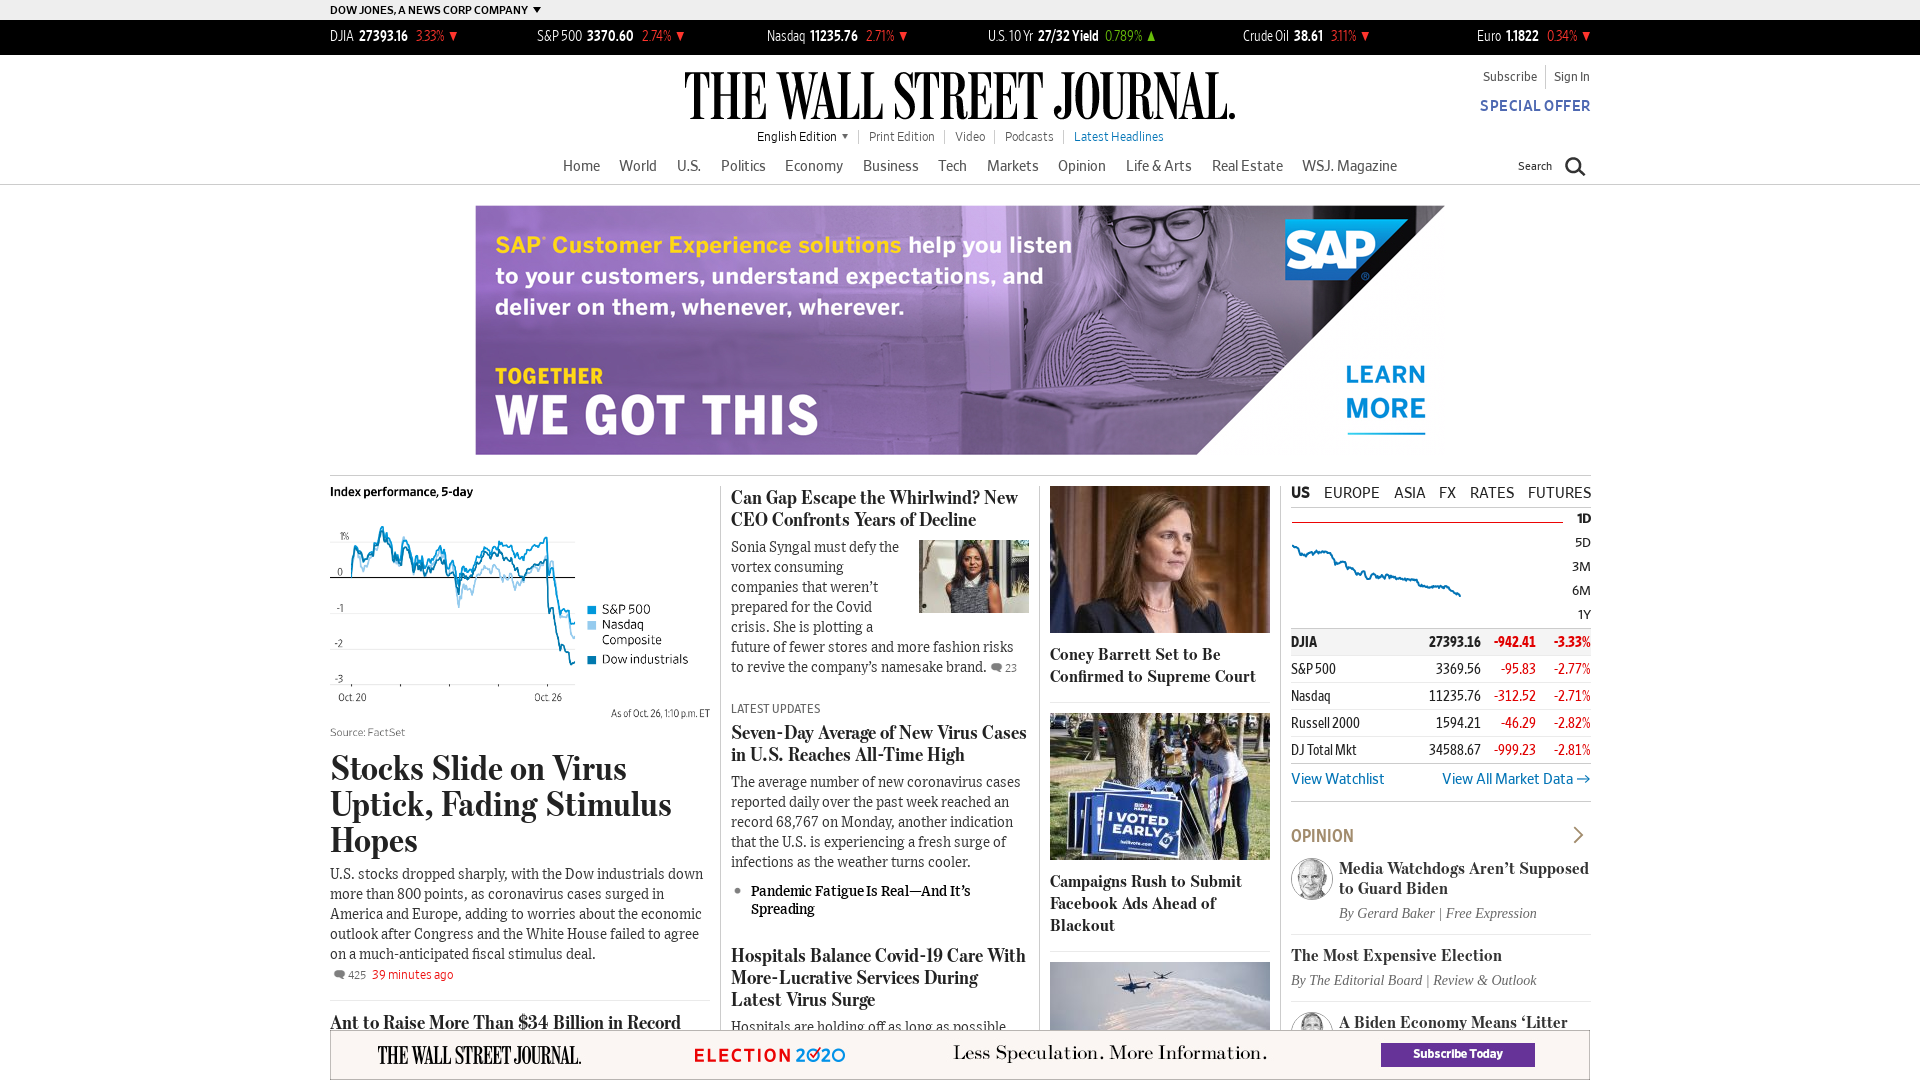 DOW JONES, A NEWS CORP COMPANY
DJIA 27393.16 3.33% S&P 500 3370.60 2.74% Nasdaq 11235.76 2.71% U.S. 10 Yr 27/32 Yield 0.789% Crude Oil 38.61 3.11% Euro 1.1822 0.34%
Subscribe Sign In
THE WALL STREET JOURNAL.
SPECIAL OFFER
English Edition Print Edition Video Podcasts Latest Headlines
Home World U.S. Politics Economy Business Tech Markets Opinion Life & Arts Real Estate WSJ. Magazine Search
SAP® Customer Experience solutions help you listen
to your customers, understand expectations, and
deliver on them, whenever, wherever.
SAP ®
TOGETHER
WE GOT THIS
LEARN
MORE
Index performance, 5-day
1%
0
-1
-2
-3
Oct. 20 Oct. 26
S&P 500
Nasdaq
Composite
Dow industrials
As of Oct. 26, 1:10 p.m. ET
Source: FactSet
Stocks Slide on Virus
Uptick, Fading Stimulus
Hopes
U.S. stocks dropped sharply, with the Dow industrials down
more than 800 points, as coronavirus cases surged in
America and Europe, adding to worries about the economic
outlook after Congress and the White House failed to agree
on a much-anticipated fiscal stimulus deal.
425 39 minutes ago
Ant to Raise More Than $34 Billion in Record
Can Gap Escape the Whirlwind? New
CEO Confronts Years of Decline
Sonia Syngal must defy the
vortex consuming
companies that weren't
prepared for the Covid
crisis. She is plotting a
future of fewer stores and more fashion risks
to revive the company's namesake brand. 23
LATEST UPDATES
Seven-Day Average of New Virus Cases
in U.S. Reaches All-Time High
The average number of new coronavirus cases
reported daily over the past week reached an
record 68,767 on Monday, another indication
that the U.S. is experiencing a fresh surge of
infections as the weather turns cooler.
Pandemic Fatigue Is Real—And It's
Spreading
Hospitals Balance Covid-19 Care With
More-Lucrative Services During
Latest Virus Surge
Hospitals are holding off as long as possible
Coney Barrett Set to Be
Confirmed to Supreme Court
BIDEN
HARRIS
I VOTED
EARLY
Campaigns Rush to Submit
Facebook Ads Ahead of
Blackout
US EUROPE ASIA FX RATES FUTURES
1D
5D
3M
6M
1Y
DJIA 27393.16 -942.41 -3.33%
S&P 500 3369.56 -95.83 -2.77%
Nasdaq 11235.76 -312.52 -2.71%
Russell 2000 1594.21 -46.29 -2.82%
DJ Total Mkt 34588.67 -999.23 -2.81%
View Watchlist View All Market Data
OPINION
Media Watchdogs Aren't Supposed
to Guard Biden
By Gerard Baker | Free Expression
The Most Expensive Election
By The Editorial Board | Review & Outlook
A Biden Economy Means 'Litter
THE WALL STREET JOURNAL. ELECTION 2020 Less Speculation. More Information. Subscribe Today